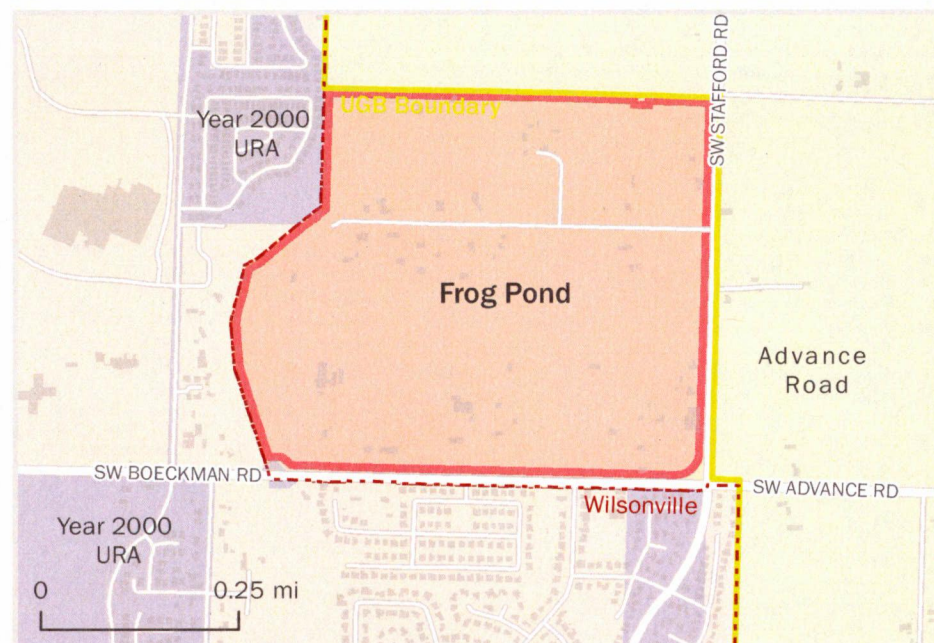 SW STAFFORD RD
UGB Boundary
Year 2000
URA
Frog Pond
Advance
Road
SW BOECKMAN RD
SW ADVANCE RD
Wilsonville
Year 2000
URA
0
0.25 mi